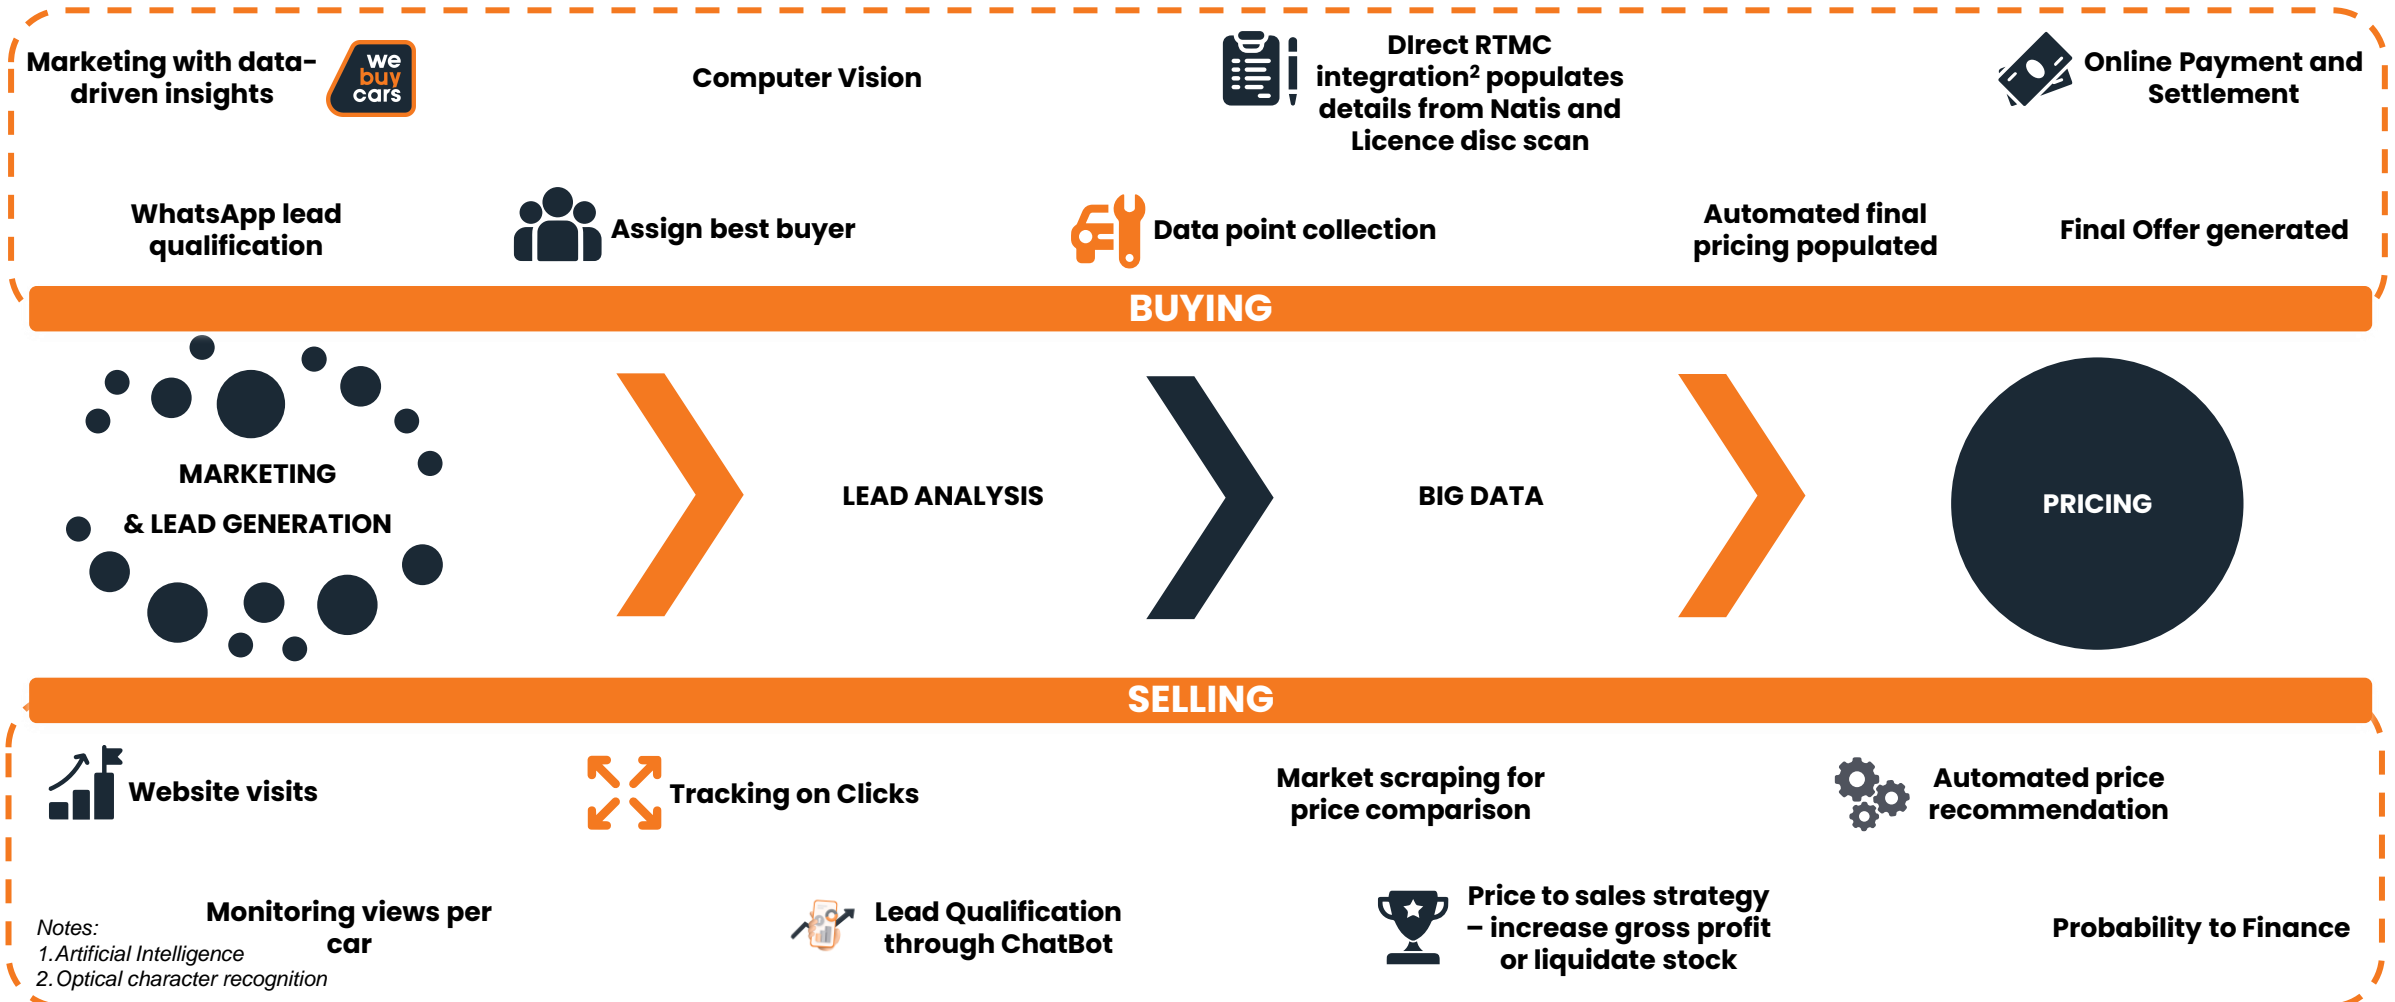 Marketing with data-
driven insights
we
buy
cars
Computer Vision
DIrect RTMC
integration² populates
details from Natis and
Licence disc scan
Online Payment and
Settlement
WhatsApp lead
qualification
Assign best buyer
Data point collection
Automated final
pricing populated
Final Offer generated
BUYING
MARKETING
& LEAD GENERATION
LEAD ANALYSIS
BIG DATA
PRICING
SELLING
Website visits
Tracking on Clicks
Market scraping for
price comparison
Automated price
recommendation
Monitoring views per
car
Lead Qualification
through ChatBot
Price to sales strategy
– increase gross profit
or liquidate stock
Probability to Finance
Notes:
1. Artificial Intelligence
2. Optical character recognition